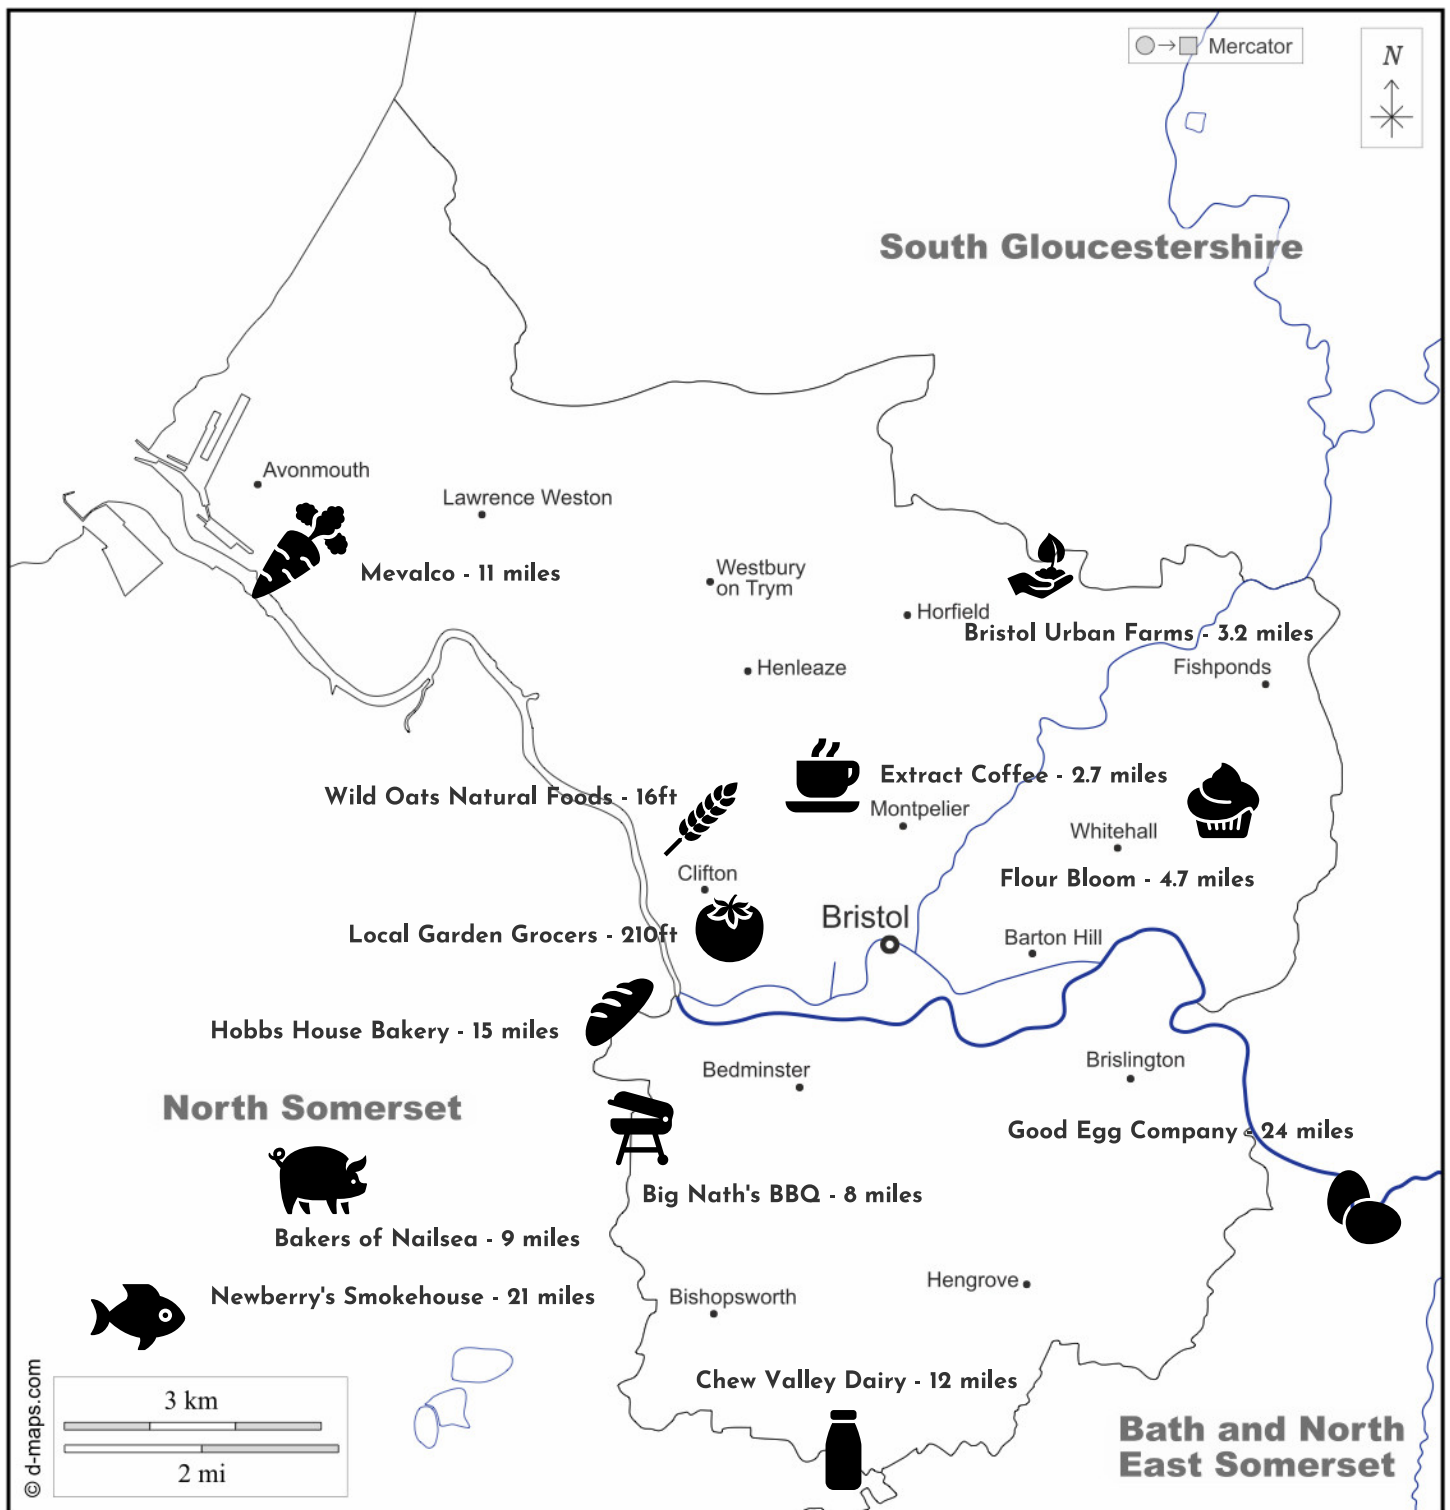 Mercator
N
South Gloucestershire
Avonmouth
Lawrence Weston
Mevalco - 11 miles
Westbury
on Trym
Horfield
Bristol Urban Farms - 3.2 miles
Henleaze
Fishponds
Extract Coffee - 2.7 miles
Wild Oats Natural Foods - 16ft
Montpelier
Whitehall
Clifton
Flour Bloom - 4.7 miles
Bristol
Local Garden Grocers - 210ft
Barton Hill
Hobbs House Bakery - 15 miles
Bedminster
Brislington
North Somerset
Good Egg Company - 24 miles
Big Nath's BBQ - 8 miles
Bakers of Nailsea - 9 miles
Newberry's Smokehouse - 21 miles
Hengrove
Bishopsworth
Chew Valley Dairy - 12 miles
© d-maps.com
3 km
2 mi
Bath and North
East Somerset